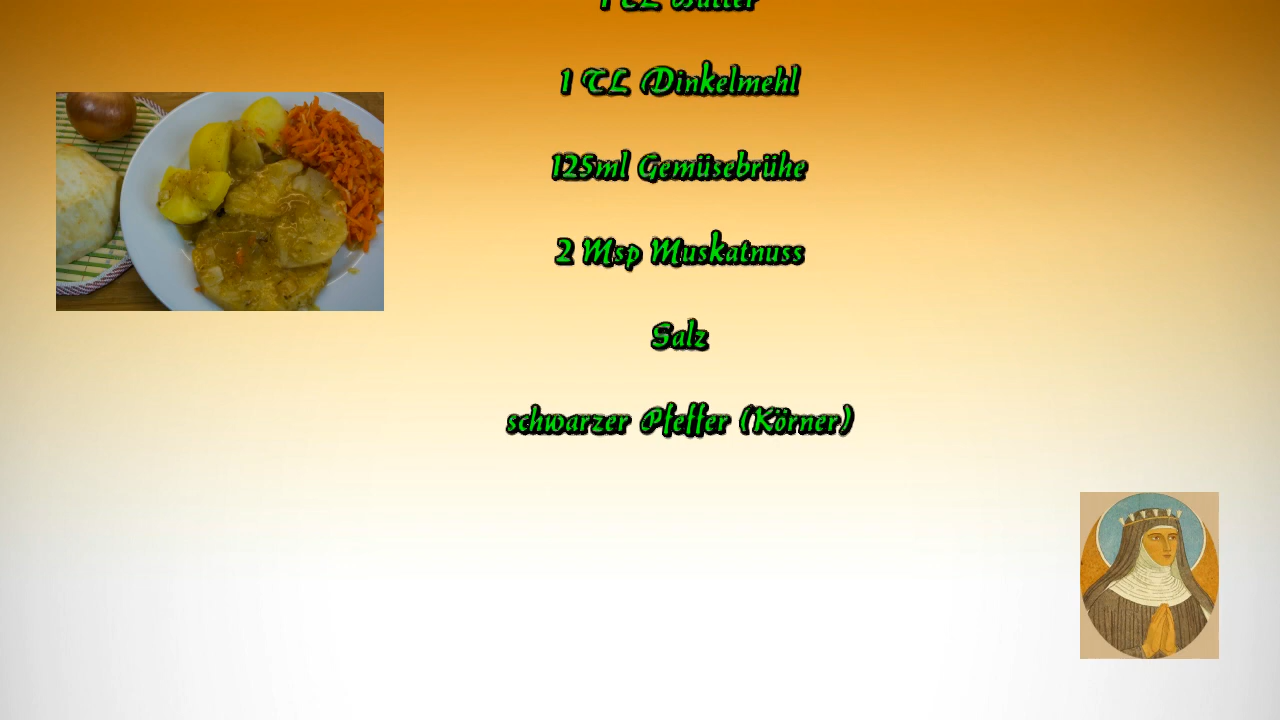 1 TL Dinkelmehl
125ml Gemüsebrühe
2 Msp Muskatnuss
Salz
schwarzer Pfeffer (Körner)